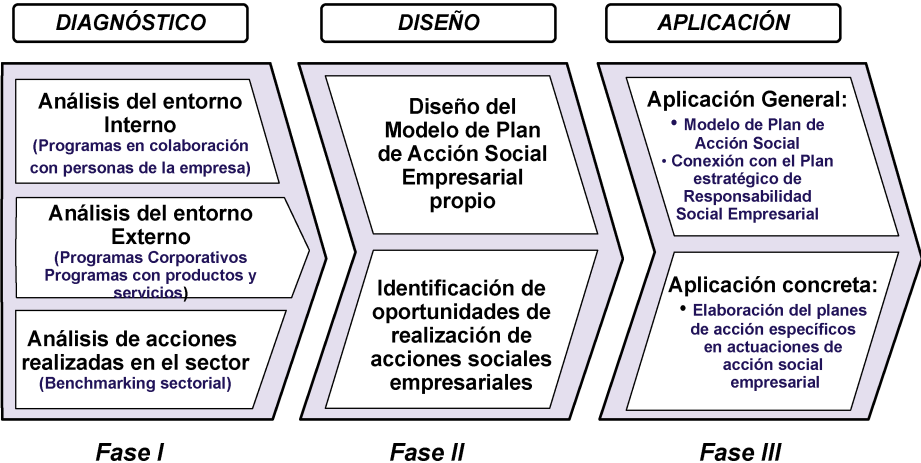 DIAGNÓSTICO
DISEÑO
APLICACIÓN
Análisis del entorno
Interno
(Programas en colaboración
con personas de la empresa)
Análisis del entorno
Externo
(Programas Corporativos
Programas con productos y
servicios)
Análisis de acciones
realizadas en el sector
(Benchmarking sectorial)
Diseño del
Modelo de Plan
de Acción Social
Empresarial
propio
Identificación de
oportunidades de
realización de
acciones sociales
empresariales
Aplicación General:
• Modelo de Plan de
Acción Social
• Conexión con el Plan
estratégico de
Responsabilidad
Social Empresarial
Aplicación concreta:
• Elaboración del planes
de acción específicos
en actuaciones de
acción social
empresarial
Fase I
Fase II
Fase III